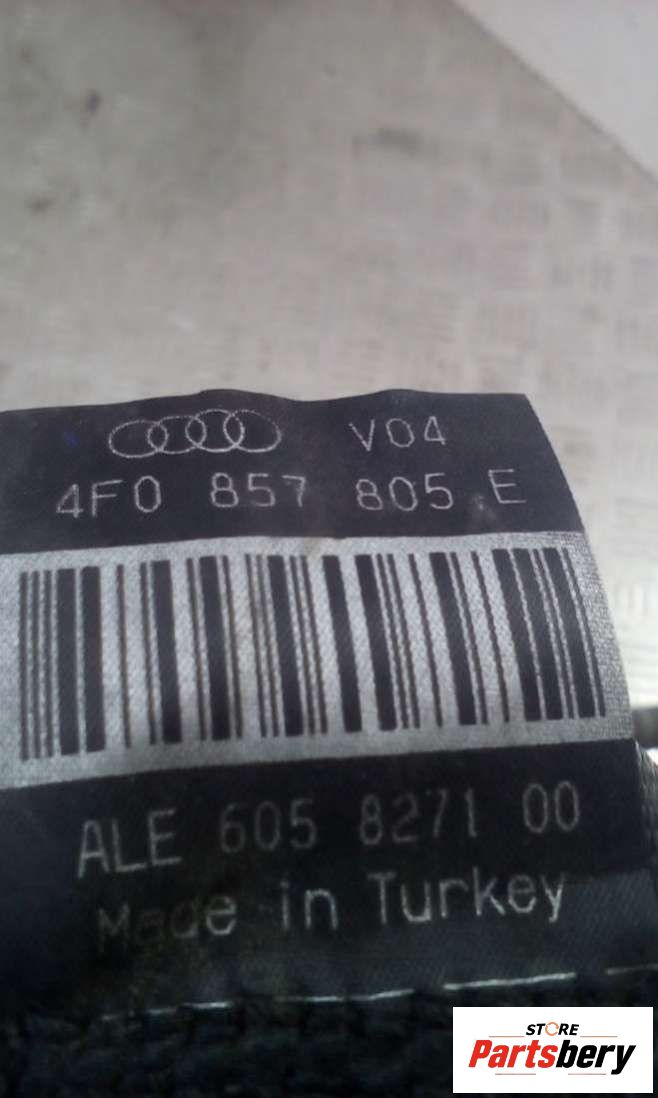 V04
4F0 857 805 E
ALE 605 8271 00
Made in Turkey
STORE
Partsbery